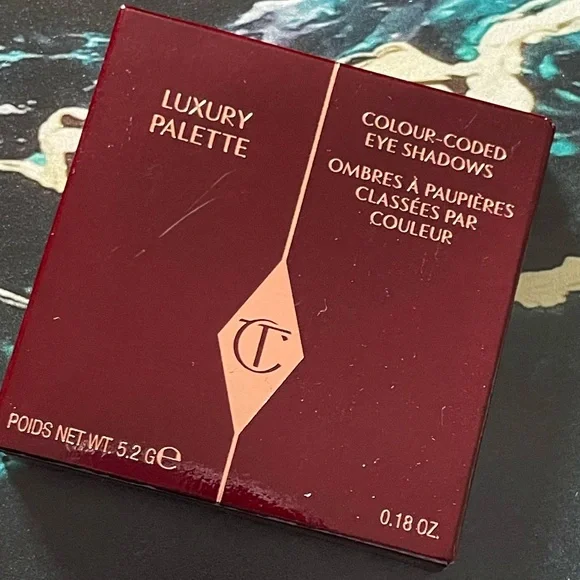 LUXURY
PALETTE
COLOUR-CODED
EYE SHADOWS
OMBRES À PAUPIÈRES
CLASSÉES PAR
COULEUR
CT
POIDS NET WT. 5.2 G℮
0.18 OZ.